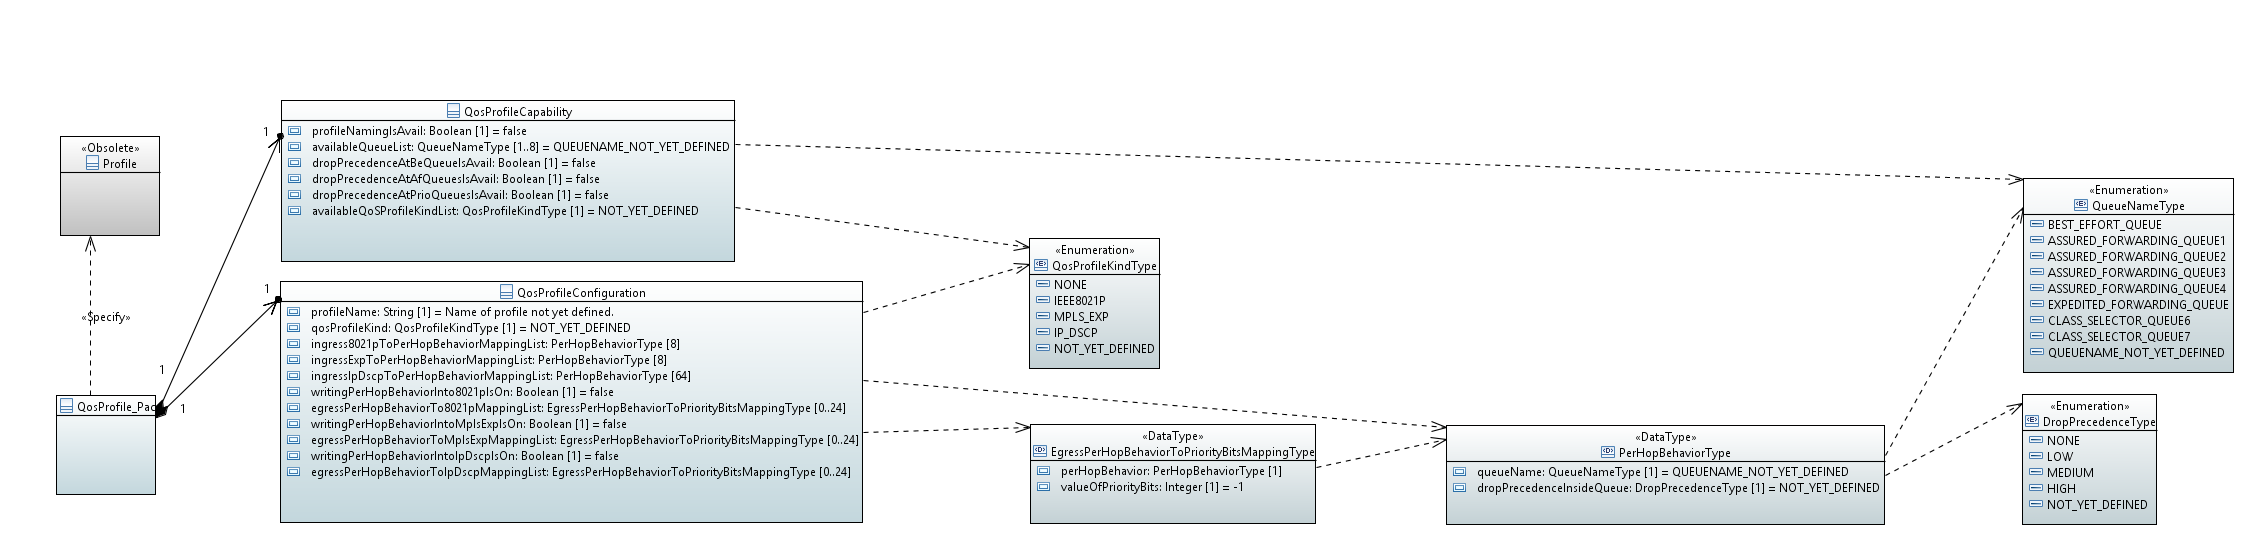 «Obsolete»
Profile
«Specify»
QosProfile_Pac
1
1
1
1
QosProfileCapability
profileNamingIsAvail: Boolean [1] = false
availableQueueList: QueueNameType [1..8] = QUEUENAME_NOT_YET_DEFINED
dropPrecedenceAtBeQueueIsAvail: Boolean [1] = false
dropPrecedenceAtAfQueuesIsAvail: Boolean [1] = false
dropPrecedenceAtPrioQueuesIsAvail: Boolean [1] = false
availableQoSProfileKindList: QosProfileKindType [1] = NOT_YET_DEFINED
QosProfileConfiguration
profileName: String [1] = Name of profile not yet defined.
qosProfileKind: QosProfileKindType [1] = NOT_YET_DEFINED
ingress8021pToPerHopBehaviorMappingList: PerHopBehaviorType [8]
ingressExpToPerHopBehaviorMappingList: PerHopBehaviorType [8]
ingressIpDscpToPerHopBehaviorMappingList: PerHopBehaviorType [64]
writingPerHopBehaviorInto8021pIsOn: Boolean [1] = false
egressPerHopBehaviorTo8021pMappingList: EgressPerHopBehaviorToPriorityBitsMappingType [0..24]
writingPerHopBehaviorIntoMplsExpIsOn: Boolean [1] = false
egressPerHopBehaviorToMplsExpMappingList: EgressPerHopBehaviorToPriorityBitsMappingType [0..24]
writingPerHopBehaviorIntoIpDscpIsOn: Boolean [1] = false
egressPerHopBehaviorToIpDscpMappingList: EgressPerHopBehaviorToPriorityBitsMappingType [0..24]
«Enumeration»
QosProfileKindType
NONE
IEEE8021P
MPLS_EXP
IP_DSCP
NOT_YET_DEFINED
«DataType»
EgressPerHopBehaviorToPriorityBitsMappingType
perHopBehavior: PerHopBehaviorType [1]
valueOfPriorityBits: Integer [1] = -1
«DataType»
PerHopBehaviorType
queueName: QueueNameType [1] = QUEUENAME_NOT_YET_DEFINED
dropPrecedenceInsideQueue: DropPrecedenceType [1] = NOT_YET_DEFINED
«Enumeration»
QueueNameType
BEST_EFFORT_QUEUE
ASSURED_FORWARDING_QUEUE1
ASSURED_FORWARDING_QUEUE2
ASSURED_FORWARDING_QUEUE3
ASSURED_FORWARDING_QUEUE4
EXPEDITED_FORWARDING_QUEUE
CLASS_SELECTOR_QUEUE6
CLASS_SELECTOR_QUEUE7
QUEUENAME_NOT_YET_DEFINED
«Enumeration»
DropPrecedenceType
NONE
LOW
MEDIUM
HIGH
NOT_YET_DEFINED